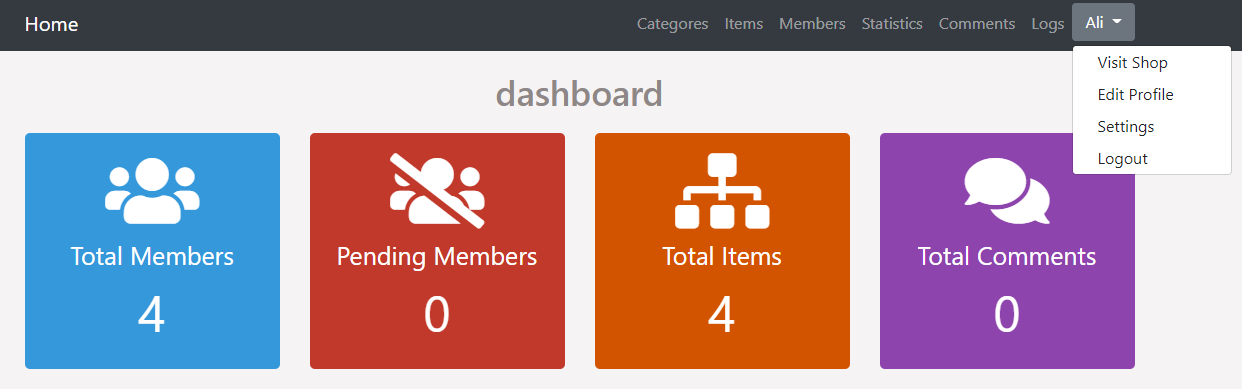 Home Categores Items Members Statistics Comments Logs Ali
Visit Shop
Edit Profile
Settings
Logout
dashboard
Total Members
4
Pending Members
0
Total Items
4
Total Comments
0